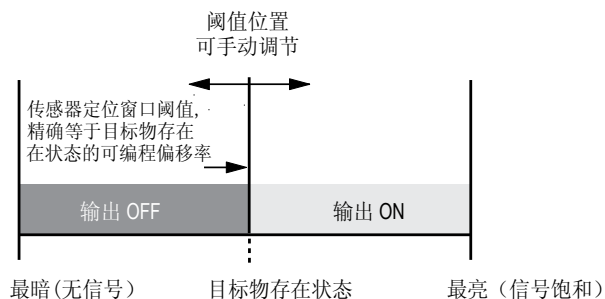 阈值位置
可手动调节
传感器定位窗口阈值,
精确等于目标物存在
在状态的可编程偏移率
输出 OFF
输出 ON
最暗(无信号）
目标物存在状态
最亮（信号饱和）